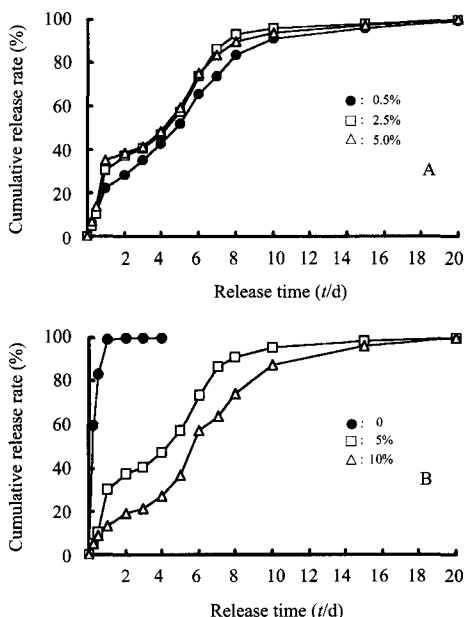 Cumulative release rate (%)
100
80
60
40
20
0
● : 0.5%
□ : 2.5%
△ : 5.0%
A
2 4 6 8 10 12 14 16 18 20
Release time (t/d)
Cumulative release rate (%)
100
80
60
40
20
0
● : 0
□ : 5%
△ : 10%
B
2 4 6 8 10 12 14 16 18 20
Release time (t/d)